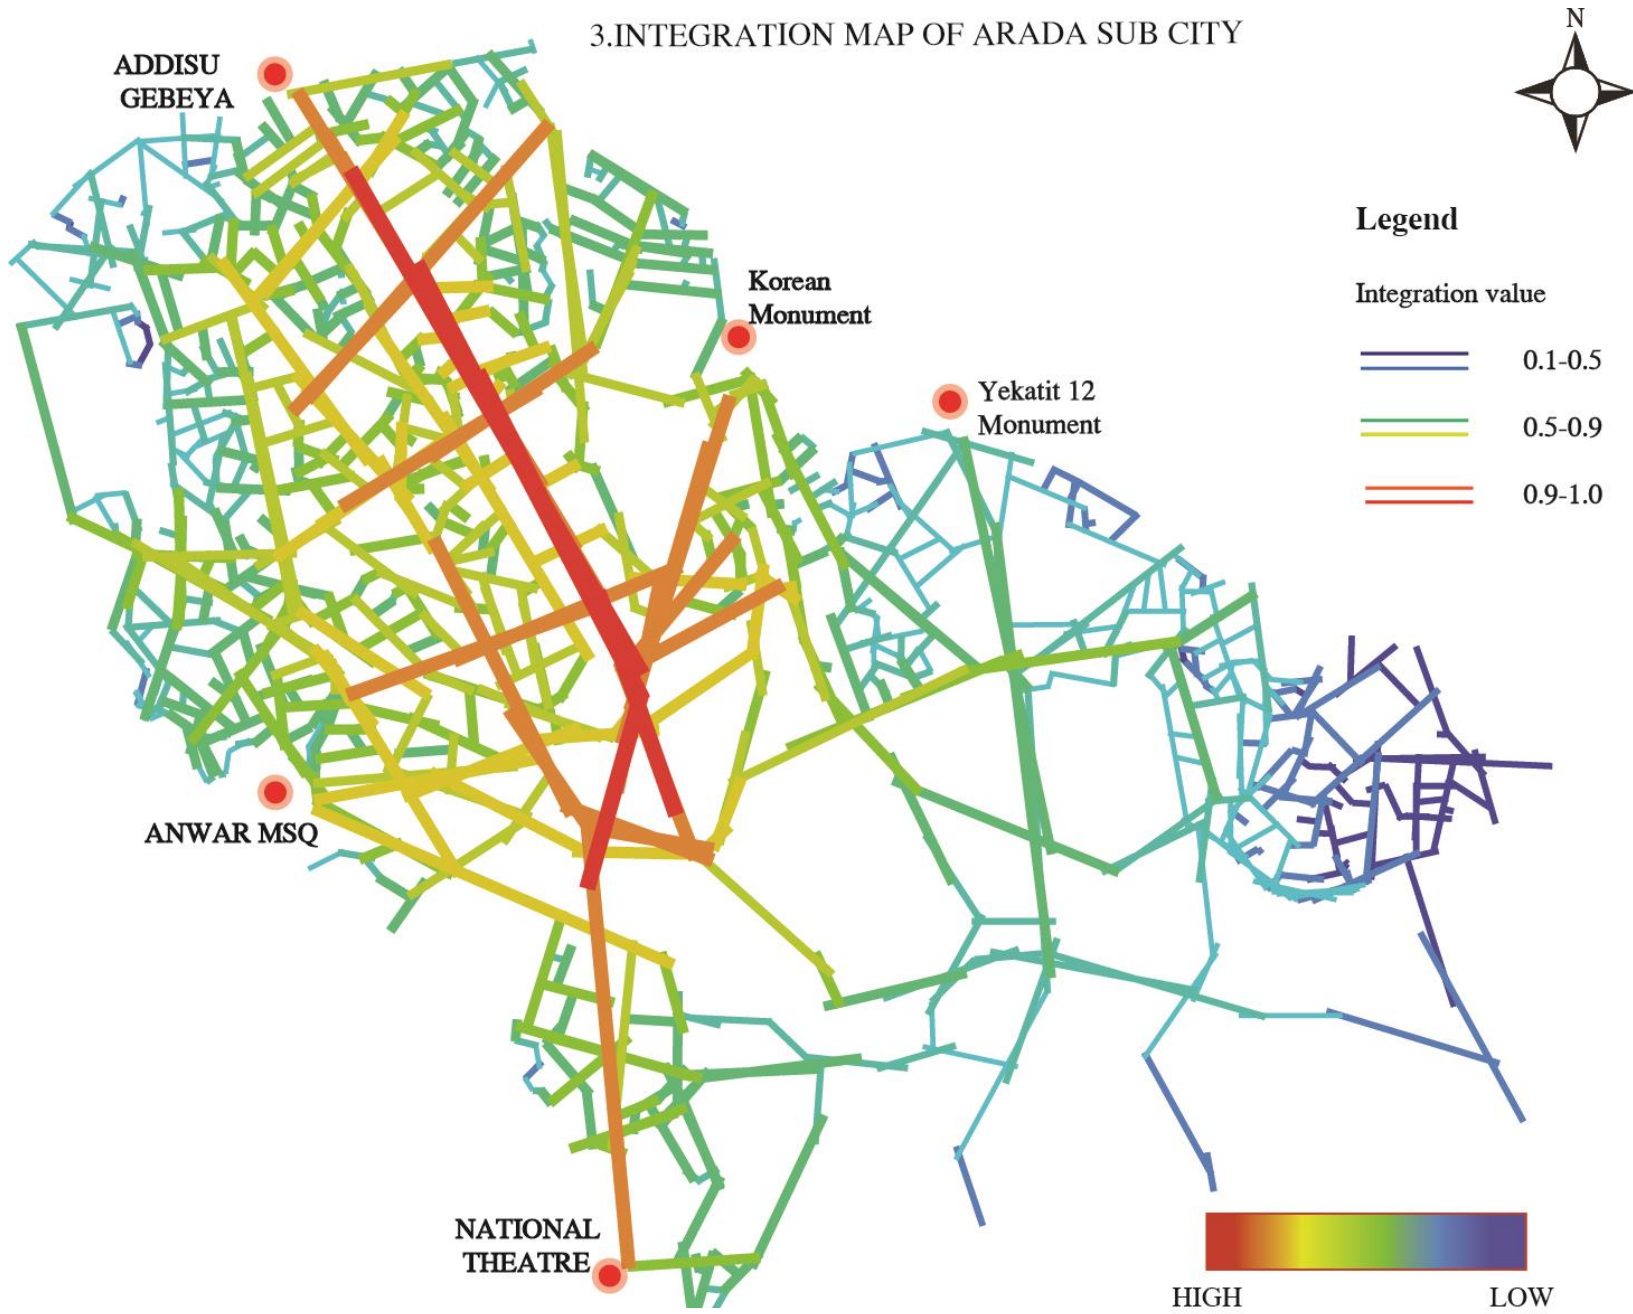 3.INTEGRATION MAP OF ARADA SUB CITY
N
ADDISU
GEBEYA
Legend
Korean
Monument
Integration value
0.1-0.5
Yekatit 12
Monument
0.5-0.9
0.9-1.0
ANWAR MSQ
NATIONAL
THEATRE
HIGH
LOW